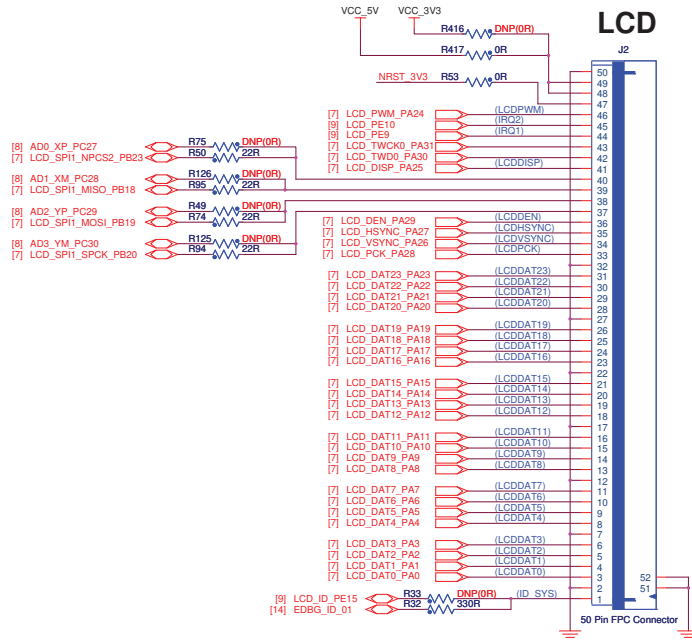 VCC_5V VCC_3V3
LCD
R416 DNP(0R)
J2
R417 0R
50
NRST_3V3 R53 0R
49
48
47
[7] LCD_PWM_PA24 (LCDPWM) 46
[9] LCD_PE10 (IRQ2) 45
[9] LCD_PE9 (IRQ1) 44
[7] LCD_TWCK0_PA31 43
[7] LCD_TWD0_PA30 42
[7] LCD_DISP_PA25 (LCDDISP) 41
[8] AD0_XP_PC27 R75 DNP(0R)
[7] LCD_SPI1_NPCS2_PB23 R50 22R
40
[8] AD1_XM_PC28 R126 DNP(0R)
[7] LCD_SPI1_MISO_PB18 R95 22R
39
38
[8] AD2_YP_PC29 R49 DNP(0R)
[7] LCD_SPI1_MOSI_PB19 R74 22R
37
[8] AD3_YM_PC30 R125 DNP(0R)
[7] LCD_SPI1_SPCK_PB20 R94 22R
[7] LCD_DEN_PA29 (LCDDEN) 36
[7] LCD_HSYNC_PA27 (LCDHSYNC) 35
[7] LCD_VSYNC_PA26 (LCDVSYNC) 34
[7] LCD_PCK_PA28 (LCDPCK) 33
32
[7] LCD_DAT23_PA23 (LCDDAT23) 31
[7] LCD_DAT22_PA22 (LCDDAT22) 30
[7] LCD_DAT21_PA21 (LCDDAT21) 29
[7] LCD_DAT20_PA20 (LCDDAT20) 28
27
[7] LCD_DAT19_PA19 (LCDDAT19) 26
[7] LCD_DAT18_PA18 (LCDDAT18) 25
[7] LCD_DAT17_PA17 (LCDDAT17) 24
[7] LCD_DAT16_PA16 (LCDDAT16) 23
22
[7] LCD_DAT15_PA15 (LCDDAT15) 21
[7] LCD_DAT14_PA14 (LCDDAT14) 20
[7] LCD_DAT13_PA13 (LCDDAT13) 19
[7] LCD_DAT12_PA12 (LCDDAT12) 18
17
[7] LCD_DAT11_PA11 (LCDDAT11) 16
[7] LCD_DAT10_PA10 (LCDDAT10) 15
[7] LCD_DAT9_PA9 (LCDDAT9) 14
[7] LCD_DAT8_PA8 (LCDDAT8) 13
12
[7] LCD_DAT7_PA7 (LCDDAT7) 11
[7] LCD_DAT6_PA6 (LCDDAT6) 10
[7] LCD_DAT5_PA5 (LCDDAT5) 9
[7] LCD_DAT4_PA4 (LCDDAT4) 8
7
[7] LCD_DAT3_PA3 (LCDDAT3) 6
[7] LCD_DAT2_PA2 (LCDDAT2) 5
[7] LCD_DAT1_PA1 (LCDDAT1) 4
[7] LCD_DAT0_PA0 (LCDDAT0) 3 52
2 51
[9] LCD_ID_PE15 R33 DNP(0R) (ID_SYS) 1
[14] EDBG_ID_01 R32 330R
50 Pin FPC Connector